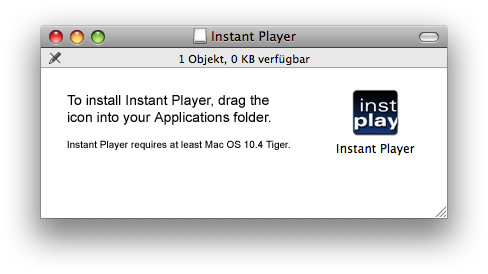 Instant Player
1 Objekt, 0 KB verfügbar
To install Instant Player, drag the
icon into your Applications folder.
Instant Player requires at least Mac OS 10.4 Tiger.
inst
play
Instant Player